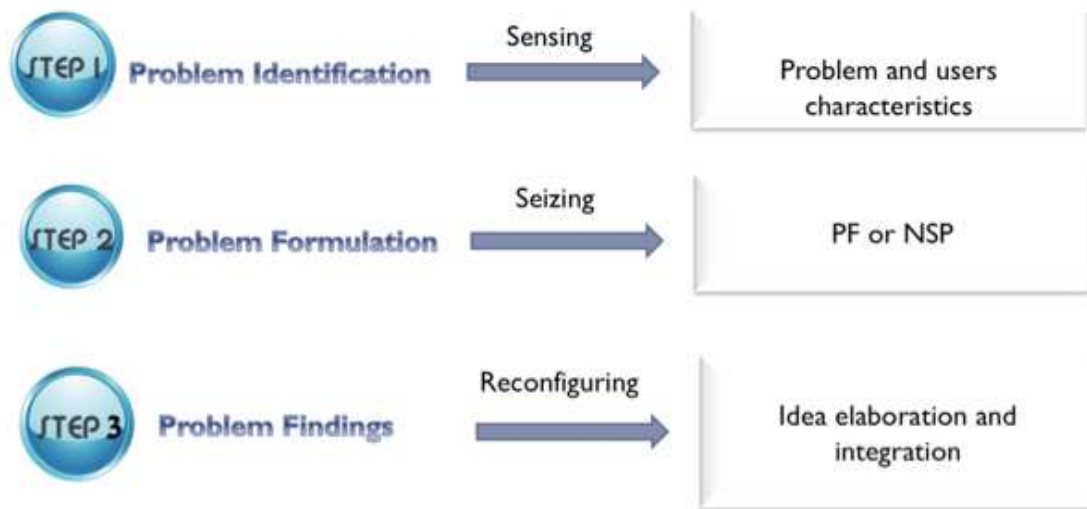 STEP 1
Problem Identification
Sensing
Problem and users
characteristics
STEP 2
Problem Formulation
Seizing
PF or NSP
STEP 3
Problem Findings
Reconfiguring
Idea elaboration and
integration